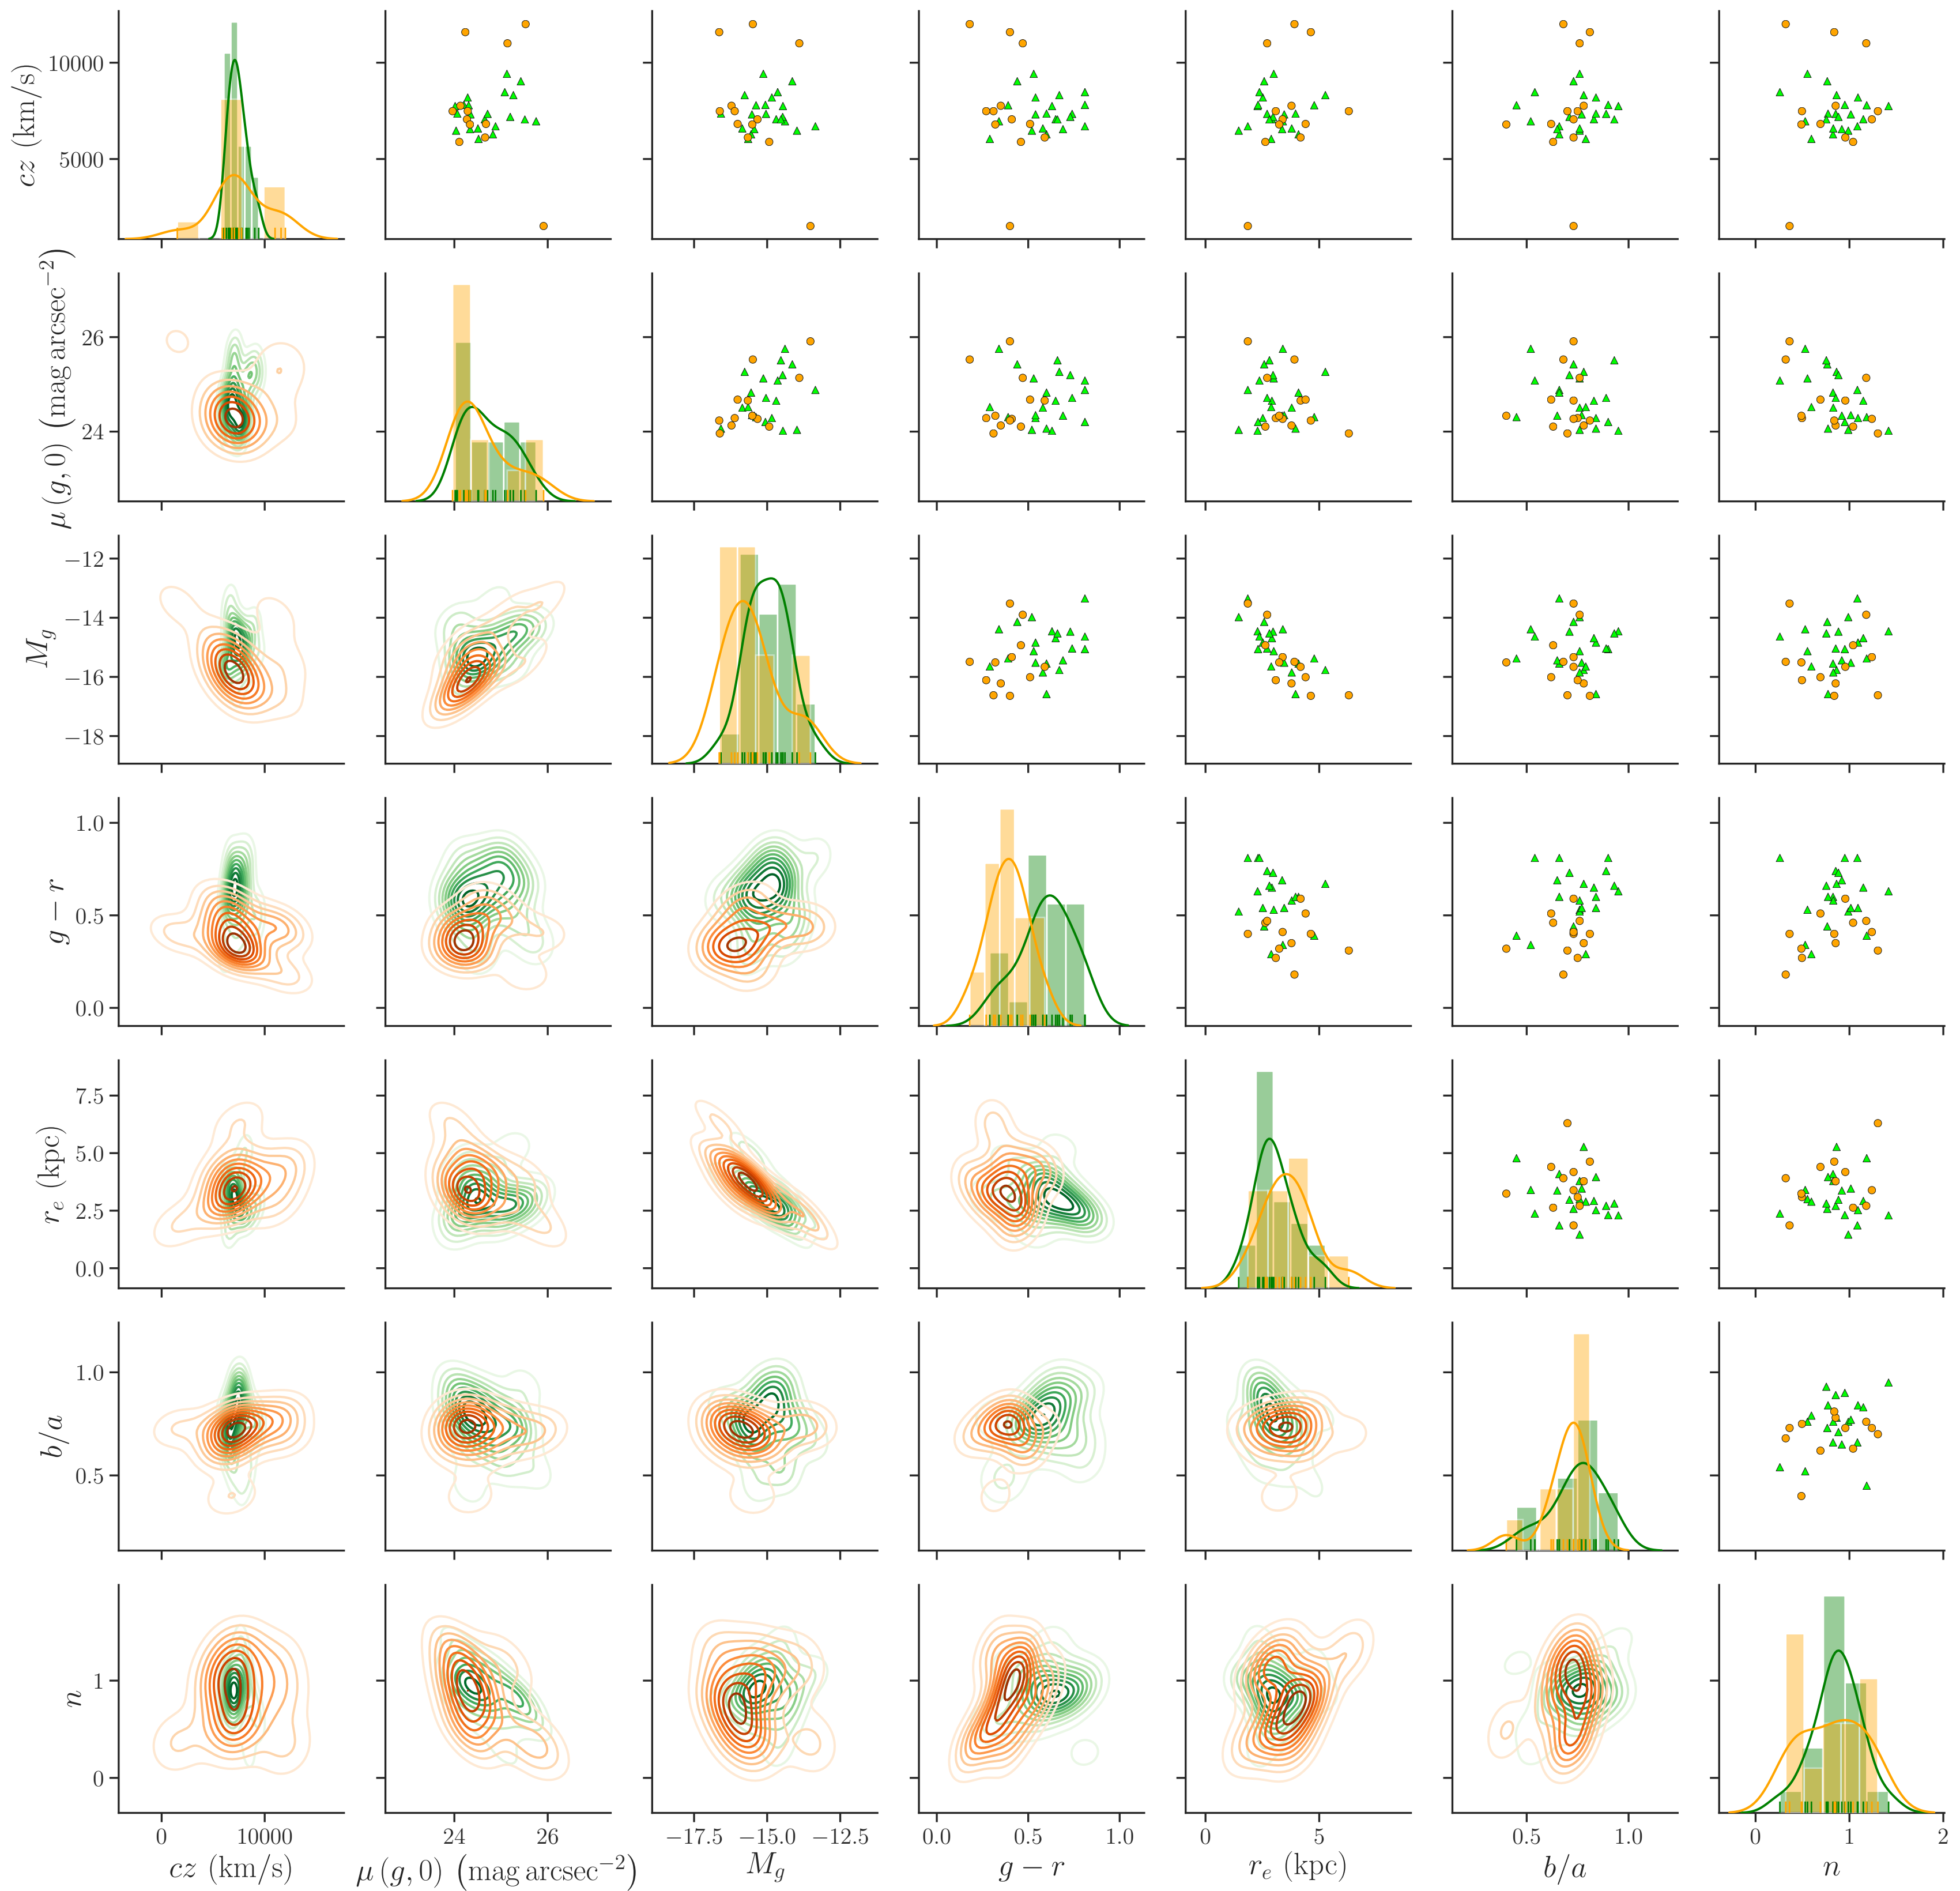 cz (km/s)
10000
5000
μ (g, 0) (mag arcsec⁻²)
26
24
M_g
−12
−14
−16
−18
g − r
1.0
0.5
0.0
r_e (kpc)
7.5
5.0
2.5
0.0
b/a
1.0
0.5
n
1
0
0 10000 24 26 −17.5 −15.0 −12.5 0.0 0.5 1.0 0 5 0.5 1.0 0 1 2
cz (km/s) μ (g, 0) (mag arcsec⁻²) M_g g − r r_e (kpc) b/a n